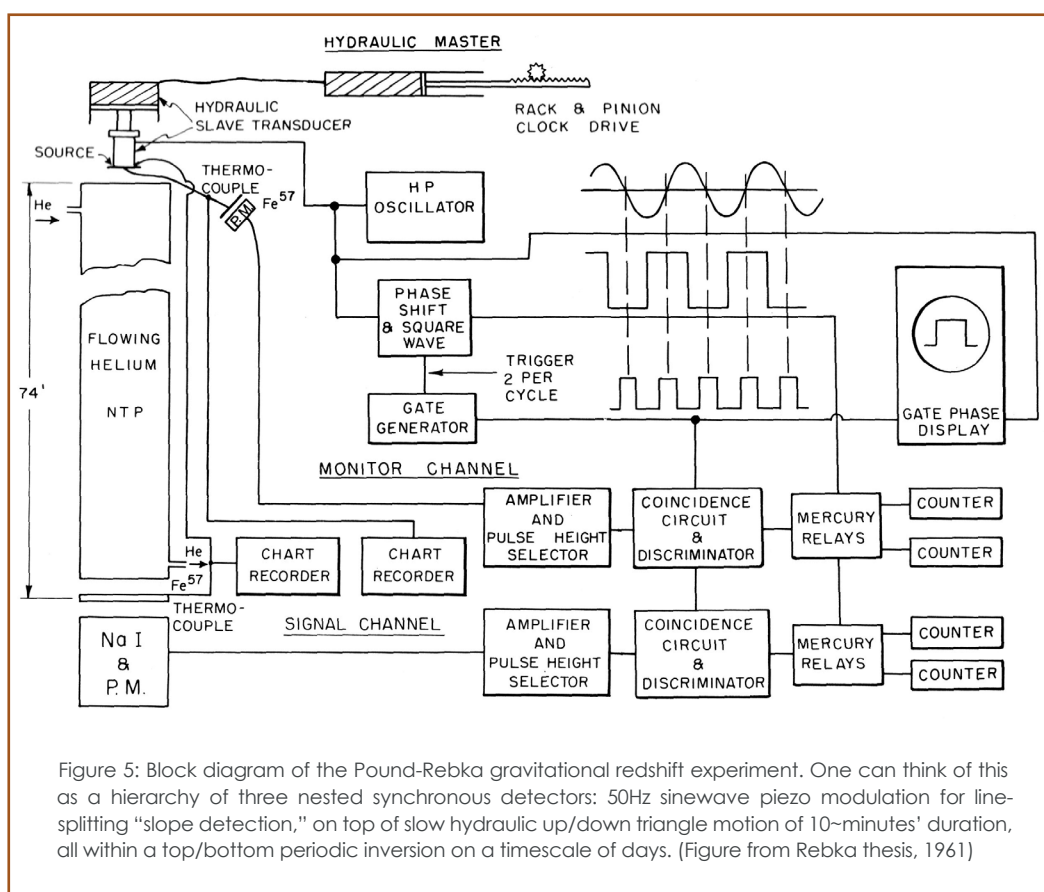 HYDRAULIC MASTER
HYDRAULIC
SLAVE TRANSDUCER
RACK & PINION
CLOCK DRIVE
SOURCE
THERMO-
COUPLE
Fe57
P.M.
He
HP
OSCILLATOR
PHASE
SHIFT
& SQUARE
WAVE
TRIGGER
2 PER
CYCLE
GATE
GENERATOR
GATE PHASE
DISPLAY
FLOWING
HELIUM
NTP
74'
MONITOR CHANNEL
AMPLIFIER
AND
PULSE HEIGHT
SELECTOR
COINCIDENCE
CIRCUIT
&
DISCRIMINATOR
MERCURY
RELAYS
COUNTER
COUNTER
He
Fe57
CHART
RECORDER
CHART
RECORDER
THERMO-
COUPLE
SIGNAL CHANNEL
Na I
&
P.M.
AMPLIFIER
AND
PULSE HEIGHT
SELECTOR
COINCIDENCE
CIRCUIT
&
DISCRIMINATOR
MERCURY
RELAYS
COUNTER
COUNTER
Figure 5: Block diagram of the Pound-Rebka gravitational redshift experiment. One can think of this
as a hierarchy of three nested synchronous detectors: 50Hz sinewave piezo modulation for line-
splitting “slope detection,” on top of slow hydraulic up/down triangle motion of 10~minutes’ duration,
all within a top/bottom periodic inversion on a timescale of days. (Figure from Rebka thesis, 1961)